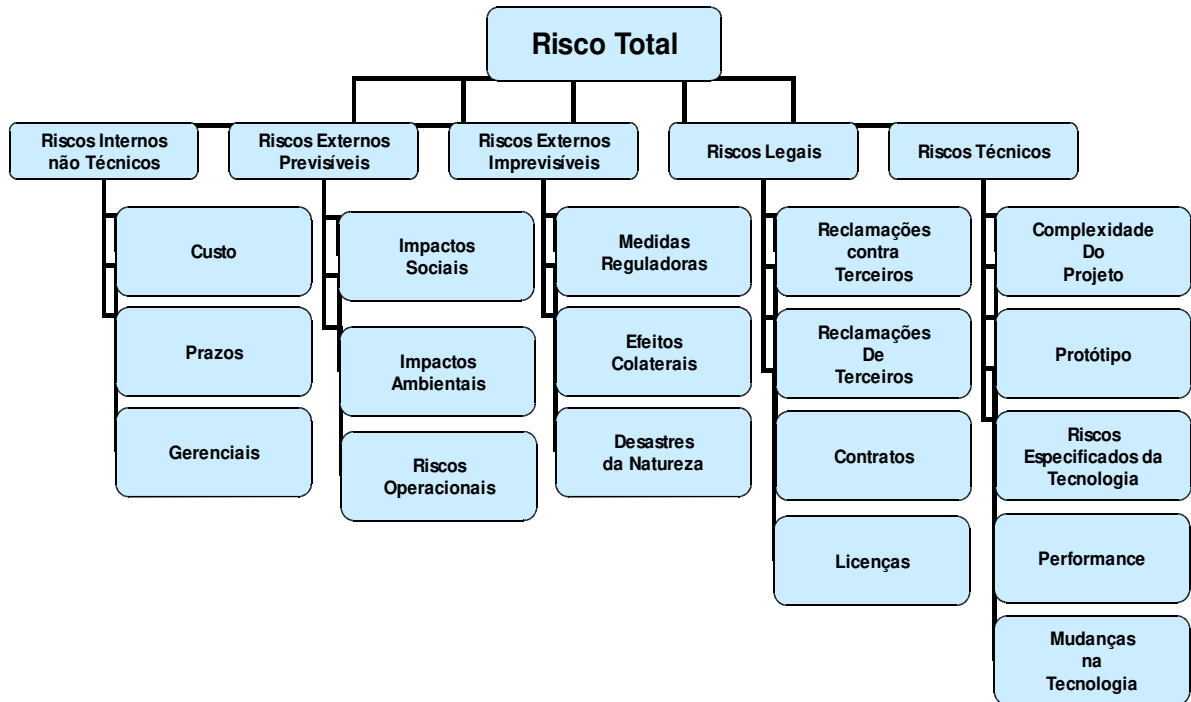 Risco Total
Riscos Internos
não Técnicos
Riscos Externos
Previsíveis
Riscos Externos
Imprevisíveis
Riscos Legais
Riscos Técnicos
Custo
Prazos
Gerenciais
Impactos
Sociais
Impactos
Ambientais
Riscos
Operacionais
Medidas
Reguladoras
Efeitos
Colaterais
Desastres
da Natureza
Reclamações
contra
Terceiros
Reclamações
De
Terceiros
Contratos
Licenças
Complexidade
Do
Projeto
Protótipo
Riscos
Especificados da
Tecnologia
Performance
Mudanças
na
Tecnologia